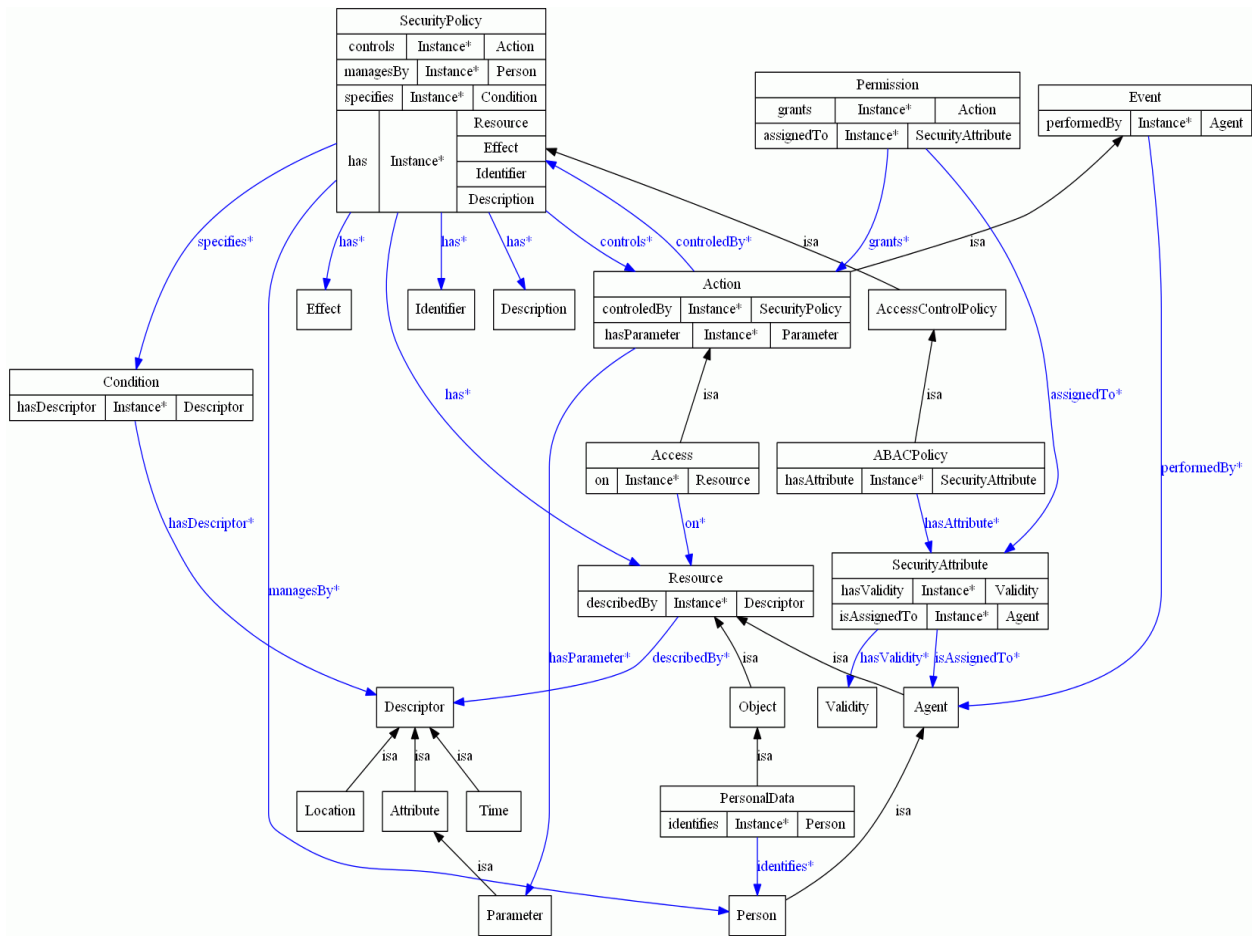 SecurityPolicy
controls Instance* Action
managesBy Instance* Person
specifies Instance* Condition
has Instance* Resource
Effect
Identifier
Description
Permission
grants Instance* Action
assignedTo Instance* SecurityAttribute
Event
performedBy Instance* Agent
specifies*
has*
has*
has*
controls*
controledBy*
isa
grants*
isa
Effect
Identifier
Description
Action
controledBy Instance* SecurityPolicy
hasParameter Instance* Parameter
AccessControlPolicy
Condition
hasDescriptor Instance* Descriptor
has*
isa
isa
assignedTo*
Access
on Instance* Resource
ABACPolicy
hasAttribute Instance* SecurityAttribute
performedBy*
hasDescriptor*
on*
hasAttribute*
Resource
describedBy Instance* Descriptor
SecurityAttribute
hasValidity Instance* Validity
isAssignedTo Instance* Agent
managesBy*
hasParameter*
describedBy*
isa
isa
hasValidity*
isAssignedTo*
Descriptor
Object
Validity
Agent
isa
isa
isa
isa
Location
Attribute
Time
PersonalData
identifies Instance* Person
isa
isa
identifies*
Parameter
Person